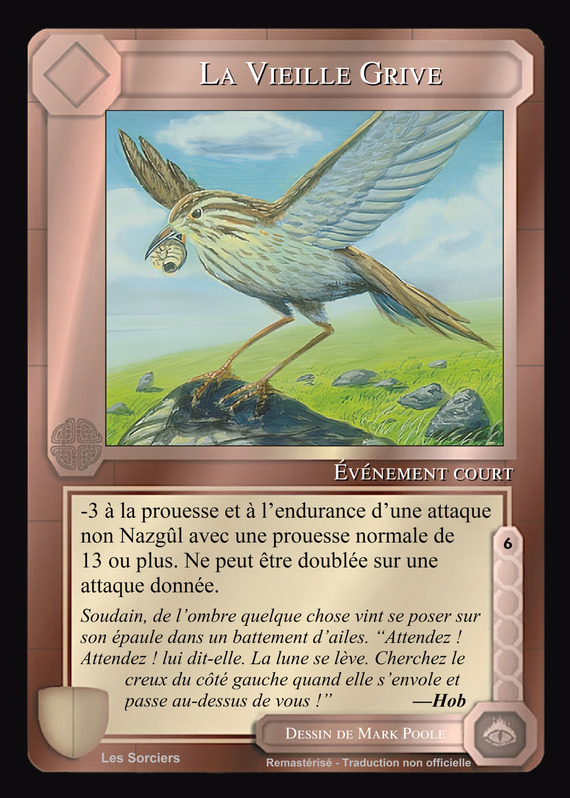 La Vieille Grive
Événement court
-3 à la prouesse et à l’endurance d’une attaque
non Nazgûl avec une prouesse normale de
13 ou plus. Ne peut être doublée sur une
attaque donnée.
6
Soudain, de l’ombre quelque chose vint se poser sur
son épaule dans un battement d’ailes. “Attendez !
Attendez ! lui dit-elle. La lune se lève. Cherchez le
creux du côté gauche quand elle s’envole et
passe au-dessus de vous !” —Hob
Dessin de Mark Poole
Les Sorciers
Remastérisé - Traduction non officielle